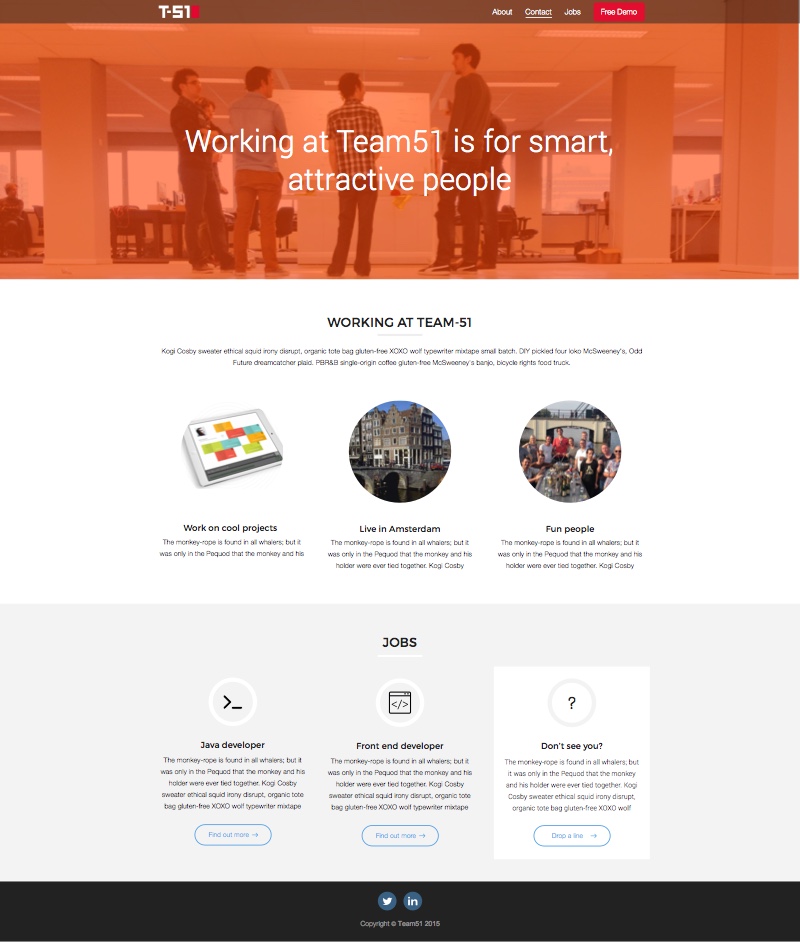 T-51
About Contact Jobs Free Demo
Working at Team51 is for smart,
attractive people
WORKING AT TEAM-51
Kogi Cosby sweater ethical squid irony disrupt, organic tote bag gluten-free XOXO wolf typewriter mixtape small batch. DIY pickled four loko McSweeney's, Odd
Future dreamcatcher plaid. PBR&B single-origin coffee gluten-free McSweeney's banjo, bicycle rights food truck.
Work on cool projects
The monkey-rope is found in all whalers; but it
was only in the Pequod that the monkey and his
Live in Amsterdam
The monkey-rope is found in all whalers; but it
was only in the Pequod that the monkey and his
holder were ever tied together. Kogi Cosby
Fun people
The monkey-rope is found in all whalers; but it
was only in the Pequod that the monkey and his
holder were ever tied together. Kogi Cosby
JOBS
Java developer
The monkey-rope is found in all whalers; but it
was only in the Pequod that the monkey and his
holder were ever tied together. Kogi Cosby
sweater ethical squid irony disrupt, organic tote
bag gluten-free XOXO wolf typewriter mixtape
Find out more →
</>
Front end developer
The monkey-rope is found in all whalers; but it
was only in the Pequod that the monkey and his
holder were ever tied together. Kogi Cosby
sweater ethical squid irony disrupt, organic tote
bag gluten-free XOXO wolf typewriter mixtape
Find out more →
?
Don't see you?
The monkey-rope is found in all whalers; but
it was only in the Pequod that the monkey
and his holder were ever tied together. Kogi
Cosby sweater ethical squid irony disrupt,
organic tote bag gluten-free XOXO wolf
Drop a line →
in
Copyright © Team51 2015